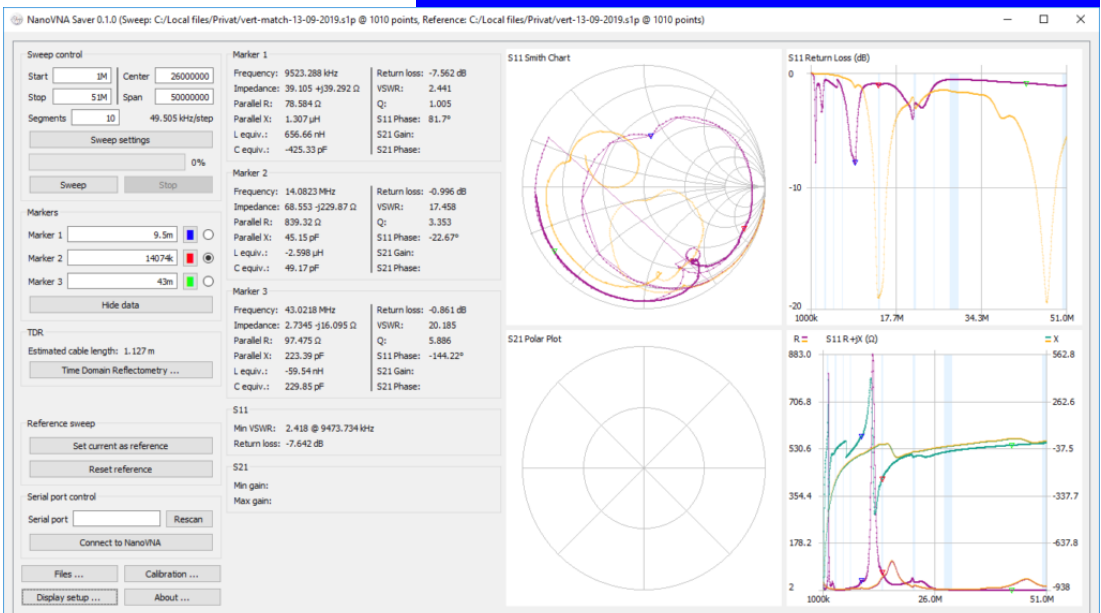 NanoVNA Saver 0.1.0 (Sweep: C:/Local files/Privat/vert-match-13-09-2019.s1p @ 1010 points, Reference: C:/Local files/Privat/vert-13-09-2019.s1p @ 1010 points)
Sweep control
Start 1M Center 26000000
Stop 51M Span 50000000
Segments 10 49.505 kHz/step
Sweep settings
0%
Sweep Stop
Markers
Marker 1 9.5m
Marker 2 14074k
Marker 3 43m
Hide data
TDR
Estimated cable length: 1.127 m
Time Domain Reflectometry ...
Reference sweep
Set current as reference
Reset reference
Serial port control
Serial port Rescan
Connect to NanoVNA
Files ... Calibration ...
Display setup ... About ...
Marker 1
Frequency: 9523.288 kHz Return loss: -7.562 dB
Impedance: 39.105 +j39.292 Ω VSWR: 2.441
Parallel R: 78.584 Ω Q: 1.005
Parallel X: 1.307 µH S11 Phase: 81.7°
L equiv.: 656.66 nH S21 Gain:
C equiv.: -425.33 pF S21 Phase:
Marker 2
Frequency: 14.0823 MHz Return loss: -0.996 dB
Impedance: 68.553 -j229.87 Ω VSWR: 17.458
Parallel R: 839.32 Ω Q: 3.353
Parallel X: 45.15 pF S11 Phase: -22.67°
L equiv.: -2.598 µH S21 Gain:
C equiv.: 49.17 pF S21 Phase:
Marker 3
Frequency: 43.0218 MHz Return loss: -0.861 dB
Impedance: 2.7345 -j16.095 Ω VSWR: 20.185
Parallel R: 97.475 Ω Q: 5.886
Parallel X: 223.39 pF S11 Phase: -144.22°
L equiv.: -59.54 nH S21 Gain:
C equiv.: 229.85 pF S21 Phase:
S11
Min VSWR: 2.418 @ 9473.734 kHz
Return loss: -7.642 dB
S21
Min gain:
Max gain:
S11 Smith Chart
S11 Return Loss (dB)
0
-10
-20
1000k 17.7M 34.3M 51.0M
S21 Polar Plot
R S11 R +jX (Ω) X
883.0 562.8
706.8 262.6
530.6 -37.5
354.4 -337.7
178.2 -637.8
2 -938
1000k 26.0M 51.0M